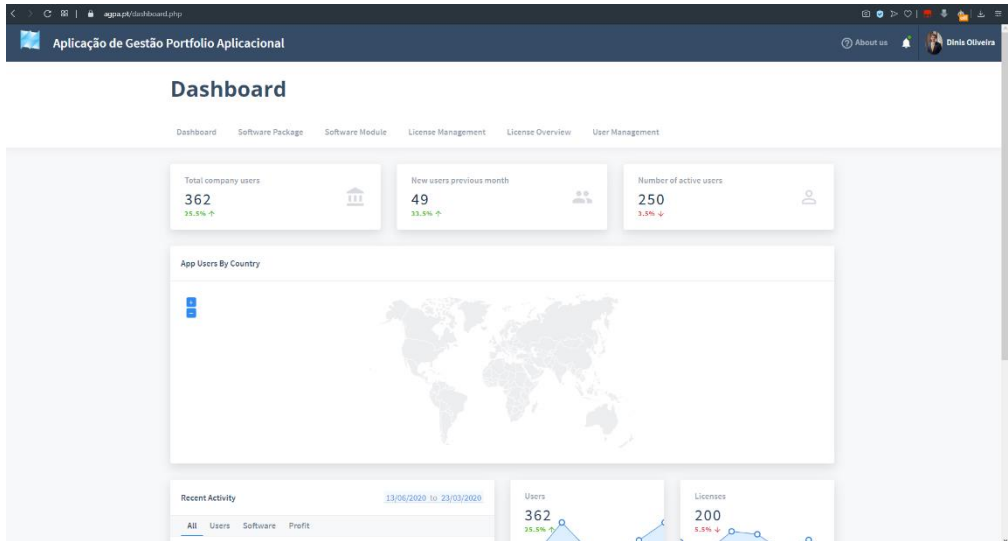 agpa.pt/dashboard.php
Aplicação de Gestão Portfolio Aplicacional
About us
Dinis Oliveira
Dashboard
Dashboard Software Package Software Module License Management License Overview User Management
Total company users
362
25.5% ↑
New users previous month
49
33.5% ↑
Number of active users
250
3.5% ↓
App Users By Country
+
−
Recent Activity 13/06/2020 to 23/03/2020
All Users Software Profit
Users
362
25.5% ↑
Licenses
200
5.5% ↓